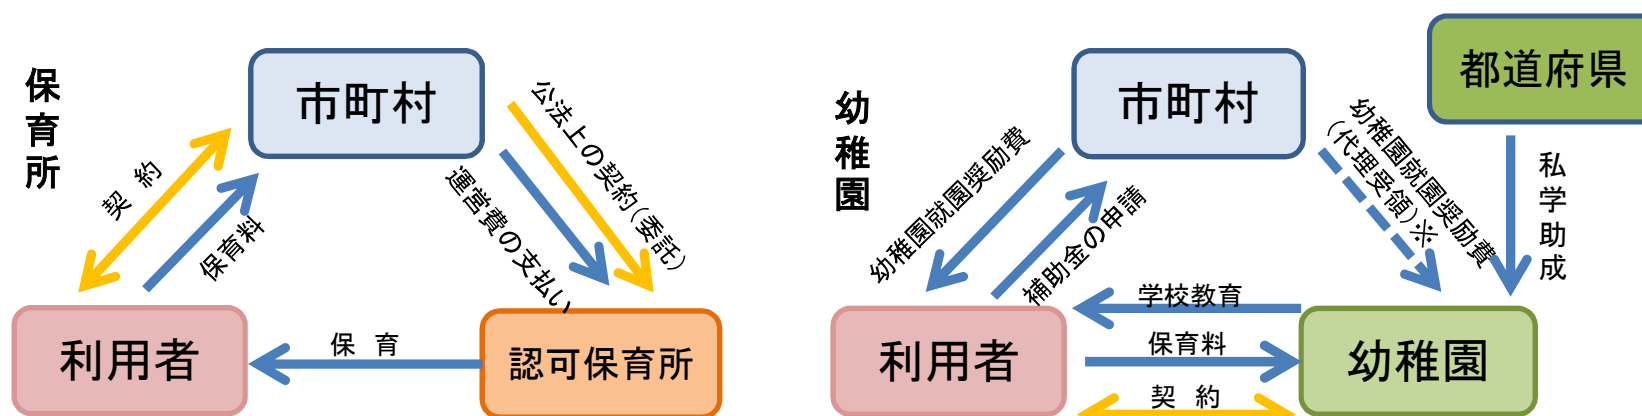 保育所
市町村
契約
保育料
公法上の契約(委託)
運営費の支払い
利用者
保育
認可保育所
幼稚園
市町村
都道府県
幼稚園就園奨励費
補助金の申請
幼稚園就園奨励費
(代理受領)※
私学助成
学校教育
保育料
契約
利用者
幼稚園